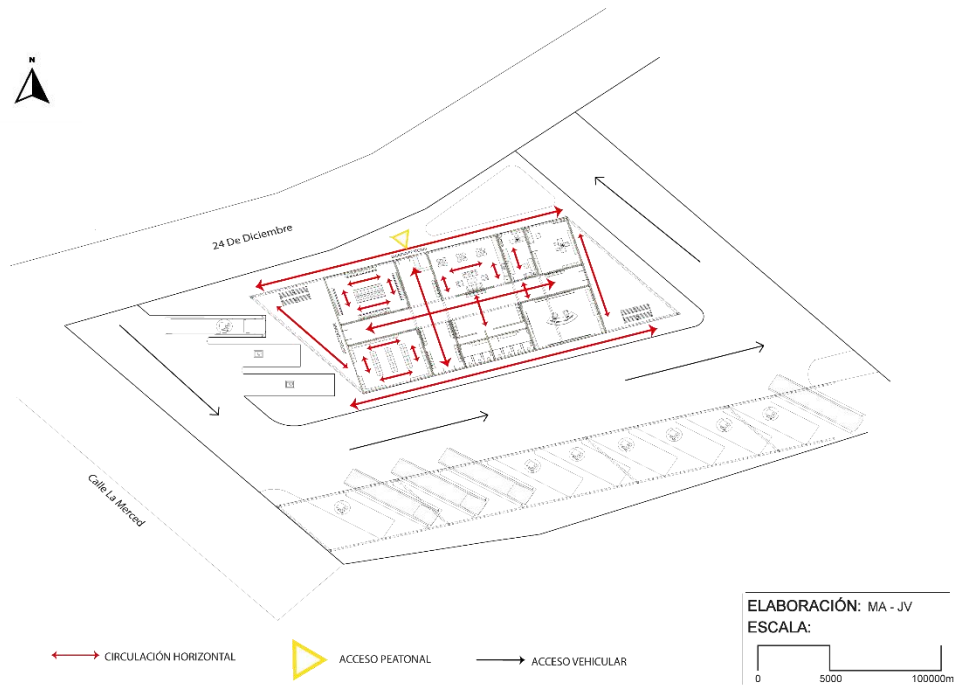 N
24 De Diciembre
Calle La Merced
ELABORACIÓN: MA - JV
ESCALA:
0 5000 100000m
CIRCULACIÓN HORIZONTAL
ACCESO PEATONAL
ACCESO VEHICULAR